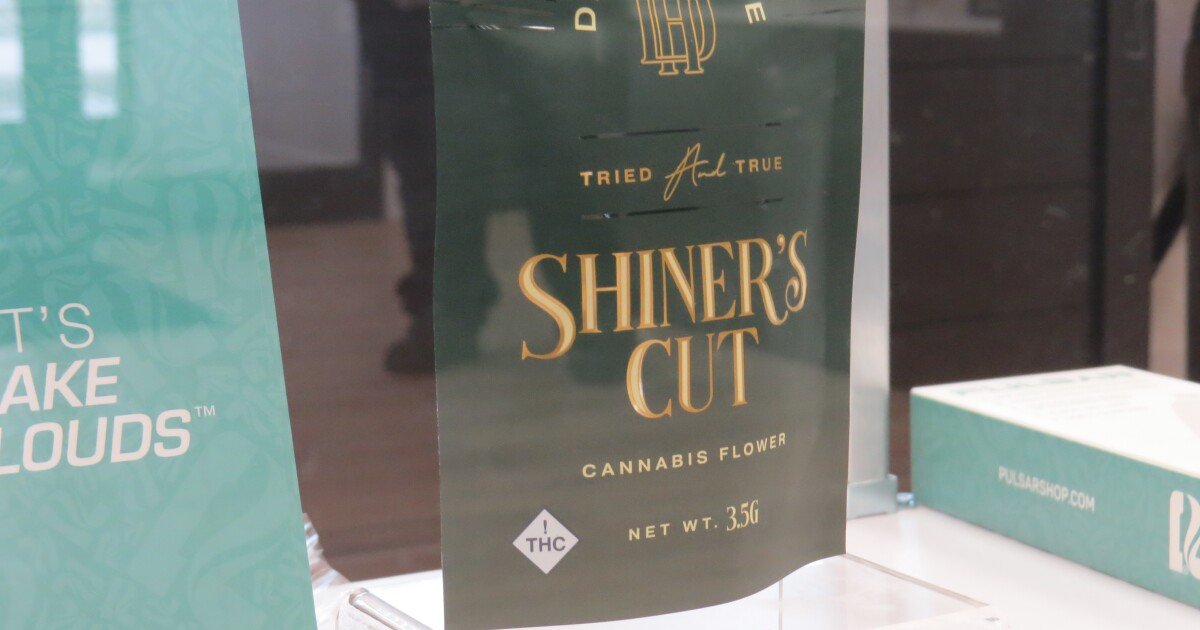 T'S
AKE
LOUDS™
D
E
TRIED And TRUE
SHINER'S
CUT
CANNABIS FLOWER
!
THC
NET WT. 3.5G
PULSARSHOP.COM